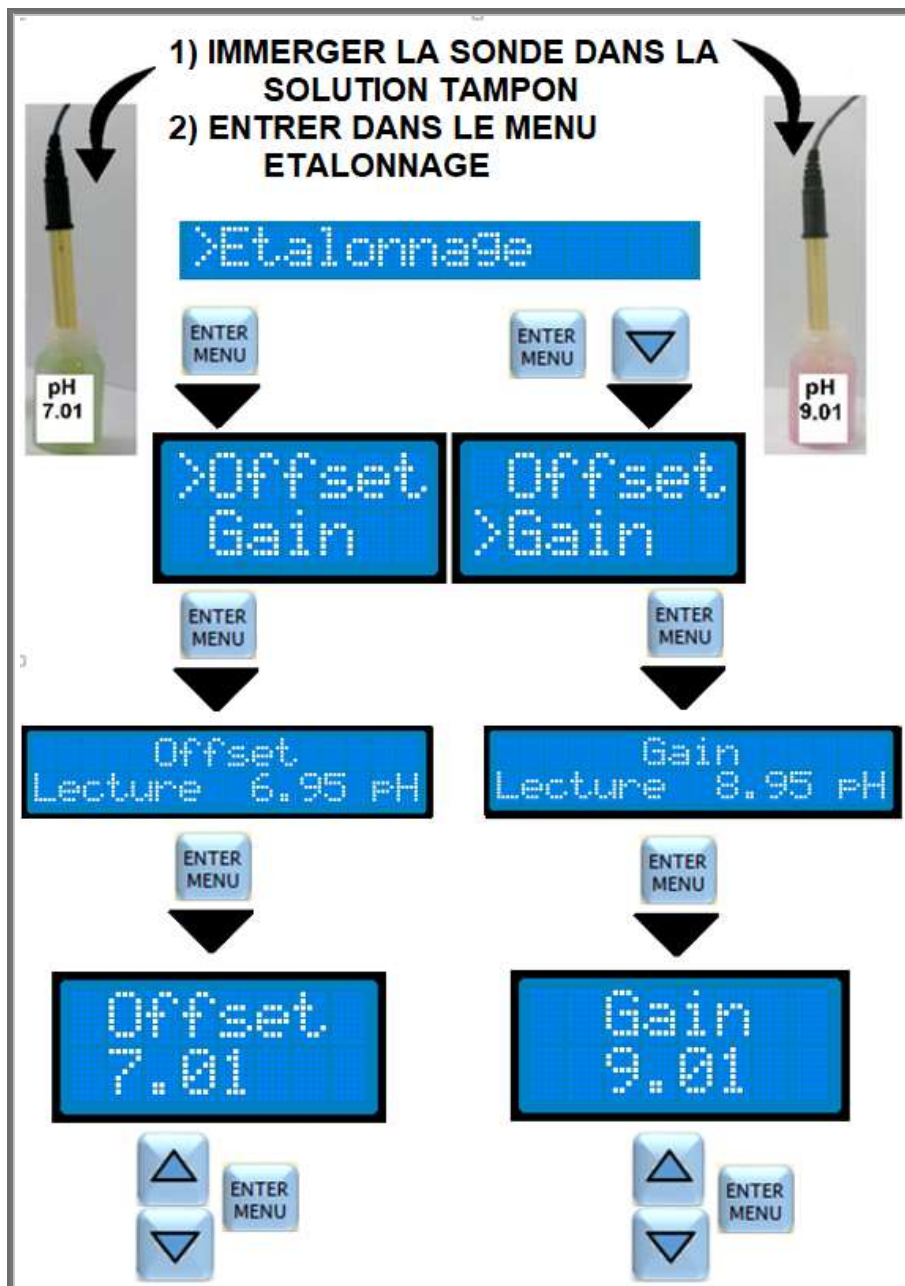 1) IMMERGER LA SONDE DANS LA
SOLUTION TAMPON
2) ENTRER DANS LE MENU
ETALONNAGE
>Etalonnage
ENTER
MENU
ENTER
MENU
pH
7.01
pH
9.01
>Offset
Gain
Offset
>Gain
ENTER
MENU
ENTER
MENU
Offset
Lecture 6.95 pH
Gain
Lecture 8.95 pH
ENTER
MENU
ENTER
MENU
Offset
7.01
Gain
9.01
ENTER
MENU
ENTER
MENU